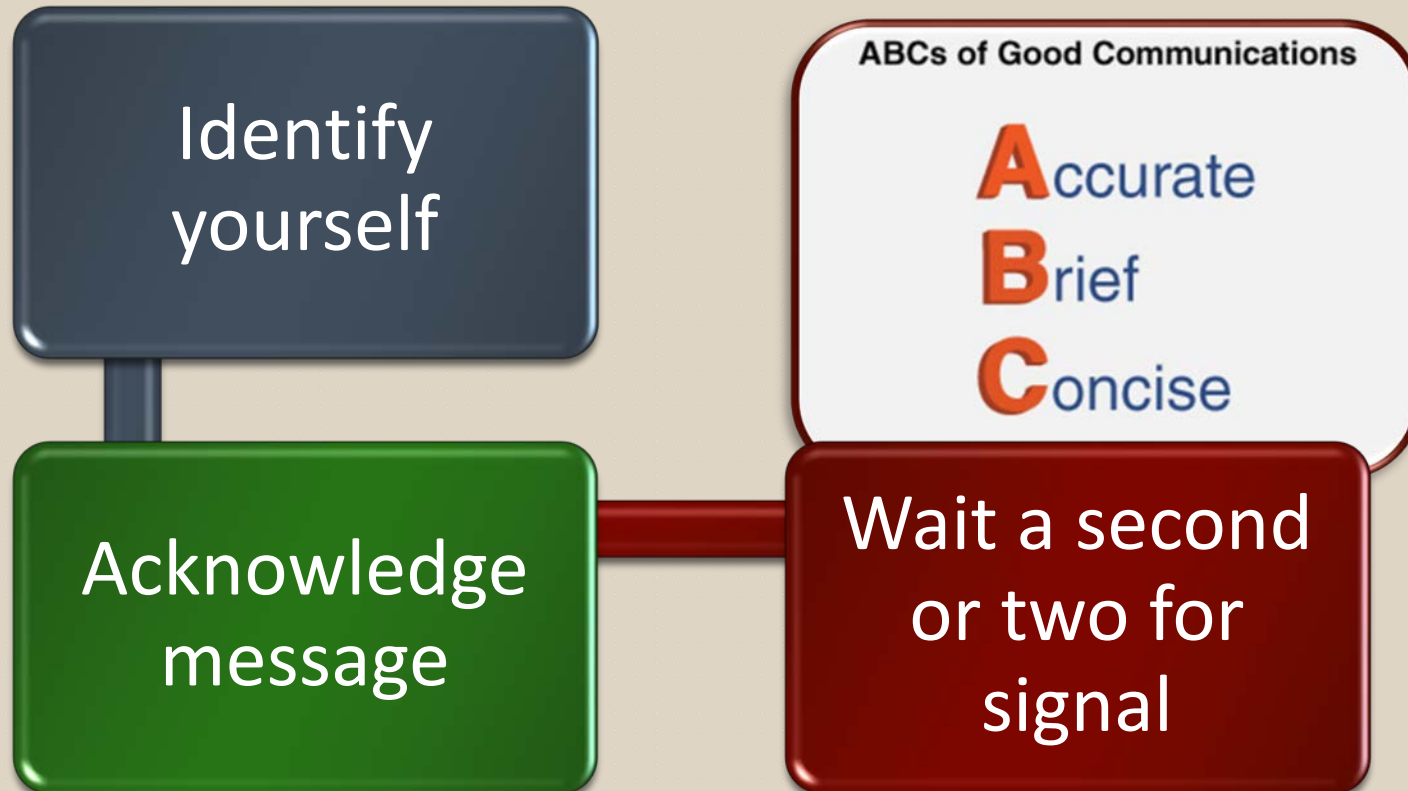 Identify
yourself
Acknowledge
message
Wait a second
or two for
signal
ABCs of Good Communications
Accurate
Brief
Concise